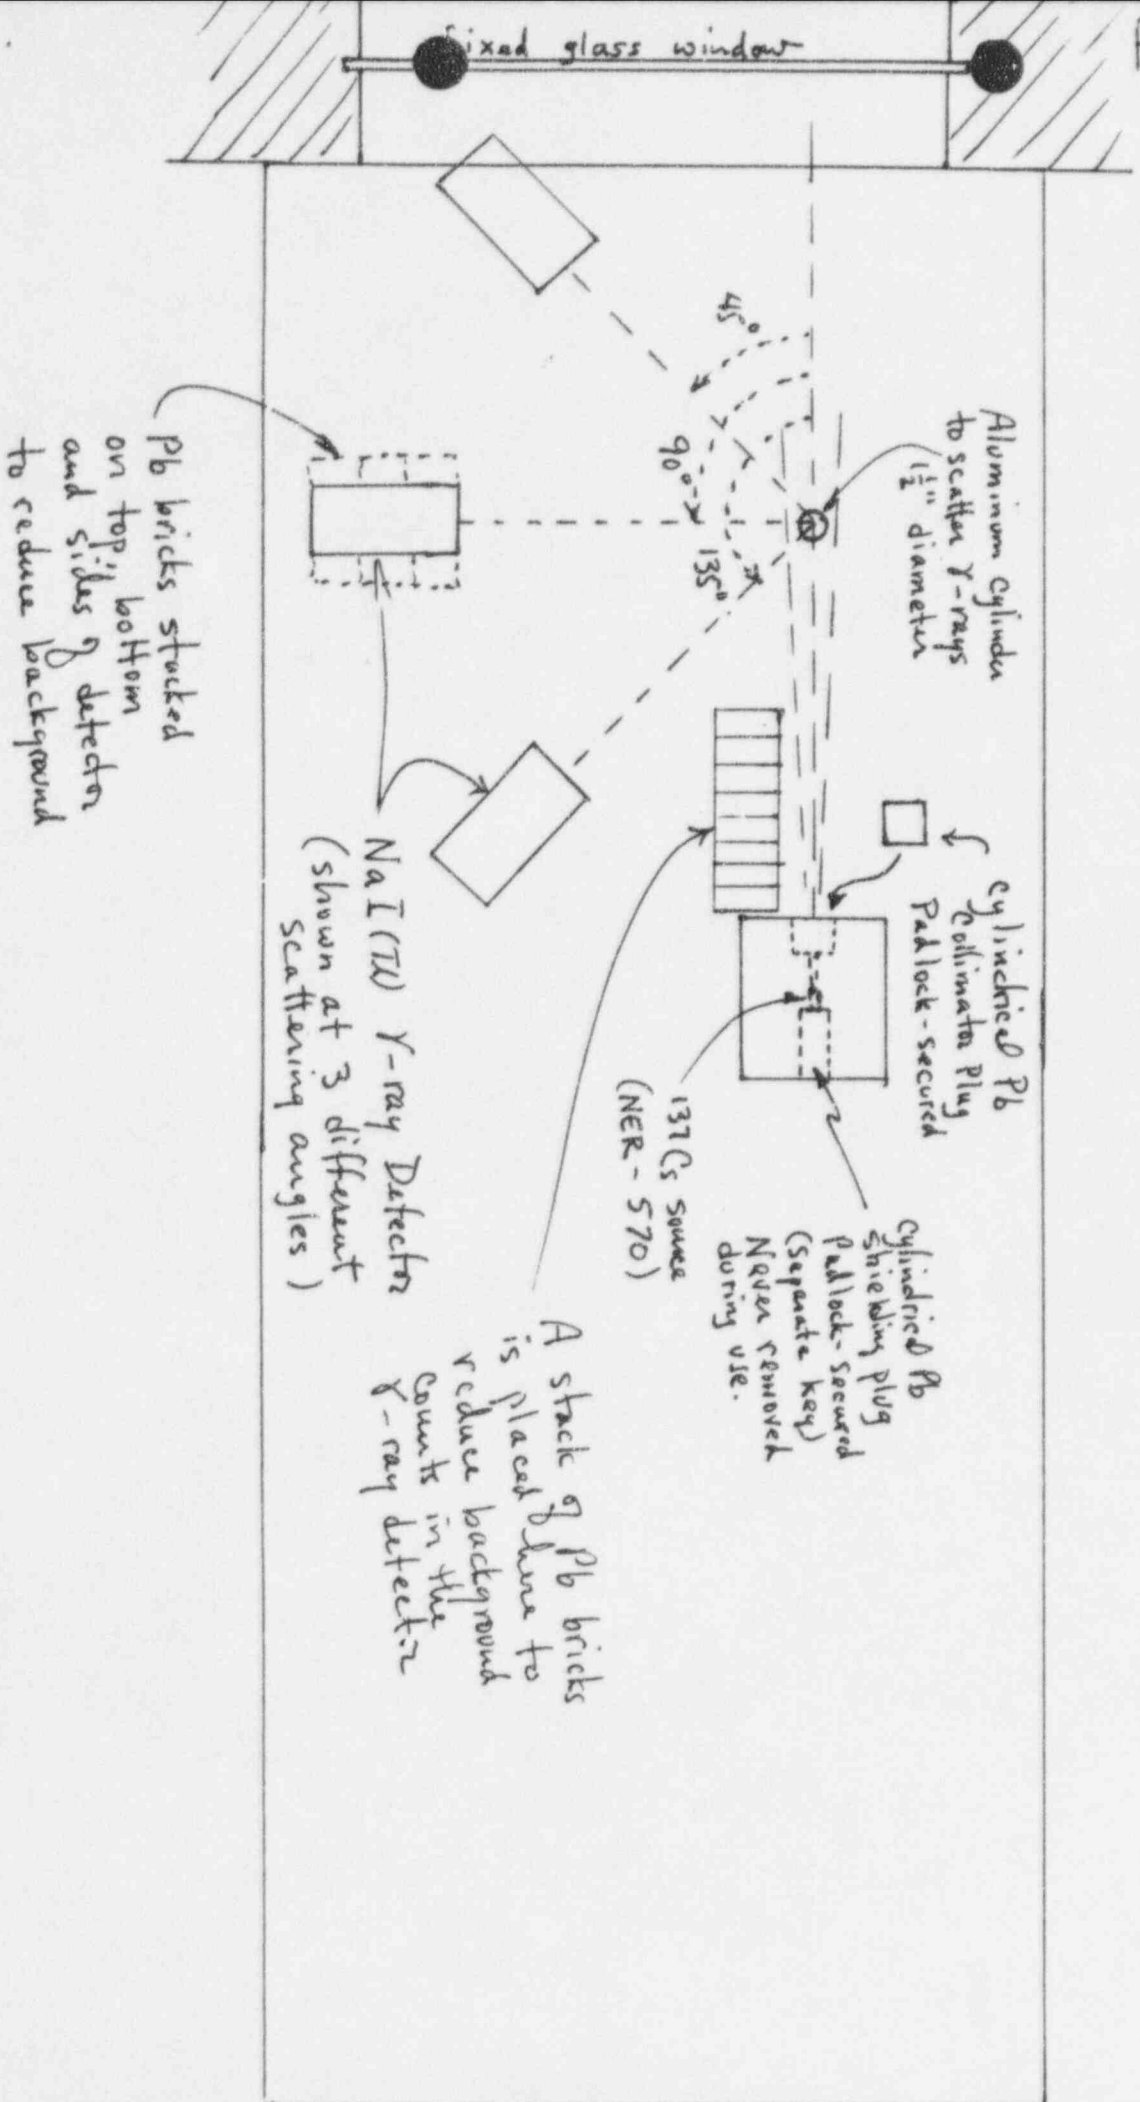 fixed glass window
Aluminum cylinder
to scatter γ-rays
1½" diameter
45°
90°
135°
Cylindrical Pb
Collimator Plug
Padlock-secured
137Cs source
(NER-570)
Cylindrical Pb
shielding plug
Padlock-secured
(separate key)
Never removed
during use.
Pb bricks stacked
on top, bottom
and sides of detector
to reduce background
NaI(Tl) γ-ray Detector
(shown at 3 different
scattering angles)
A stack of Pb bricks
is placed here to
reduce background
counts in the
γ-ray detector